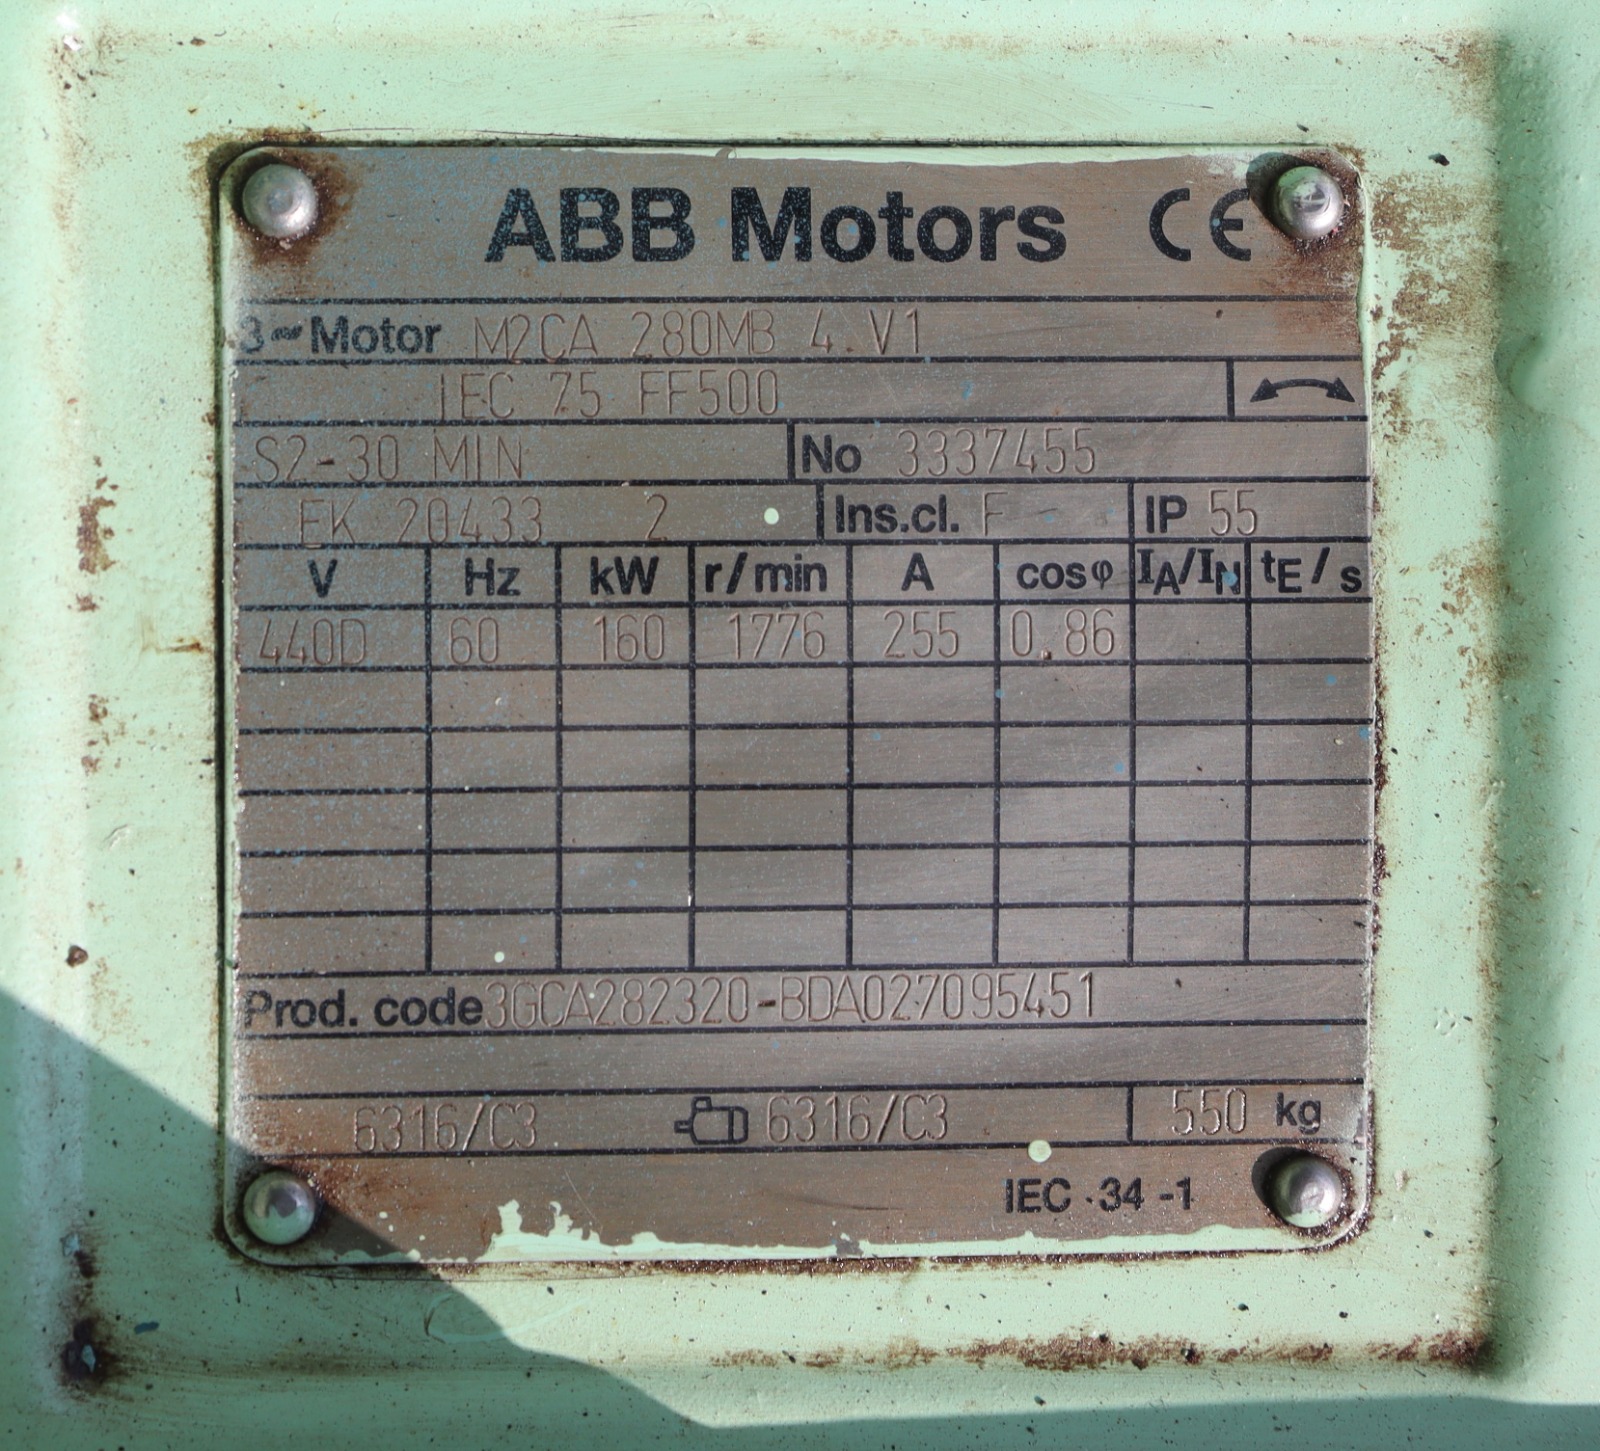 ABB Motors CE
3~Motor M2CA 280MB 4 V1
IEC 75 FF500
S2-30 MIN No 3337455
EK 20433 2 Ins.cl. F IP 55
V Hz kW r/min A cosφ IA/IN tE/s
440D 60 160 1776 255 0.86
Prod. code 3GCA282320-BDA027095451
6316/C3 6316/C3 550 kg
IEC 34-1